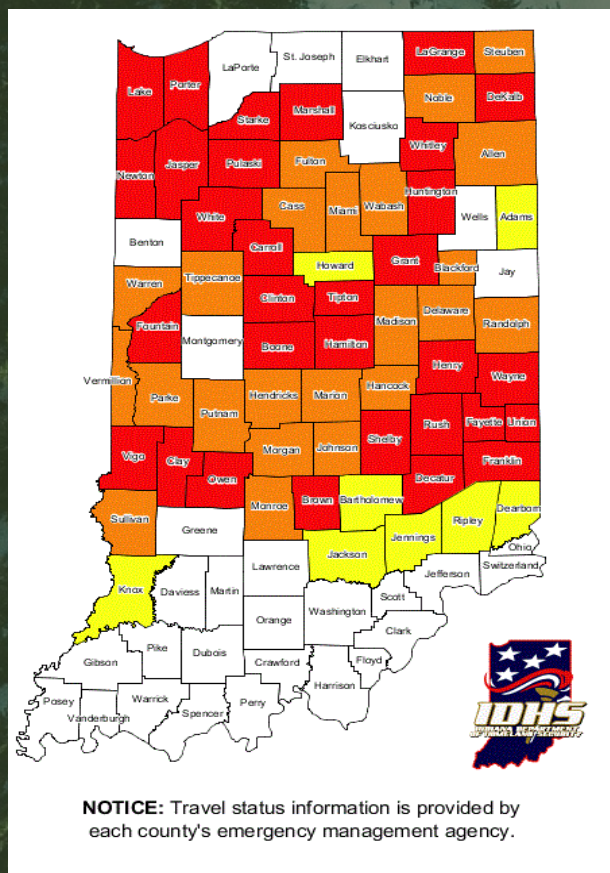 St. Joseph
Elkhart
LaGrange
Steuben
LaPorte
Lake
Porter
Noble
DeKalb
Marshall
Starke
Kosciusko
Whitley
Allen
Fulton
Jasper
Pulaski
Newton
Huntington
Wabash
Cass
Miami
White
Wells
Adams
Benton
Carroll
Grant
Howard
Blackford
Jay
Tippecanoe
Warren
Clinton
Tipton
Delaware
Madison
Randolph
Fountain
Montgomery
Boone
Hamilton
Henry
Wayne
Vermillion
Hancock
Parke
Hendricks
Marion
Putnam
Rush
Fayette
Union
Shelby
Morgan
Johnson
Vigo
Clay
Franklin
Owen
Decatur
Brown
Bartholomew
Monroe
Dearborn
Sullivan
Ripley
Greene
Jennings
Ohio
Jackson
Lawrence
Switzerland
Jefferson
Knox
Daviess
Martin
Scott
Washington
Orange
Clark
Pike
Dubois
Gibson
Crawford
Floyd
Harrison
Posey
Warrick
Perry
Spencer
Vanderburgh
IDHS
INDIANA DEPARTMENT
OF HOMELAND SECURITY
NOTICE: Travel status information is provided by
each county's emergency management agency.